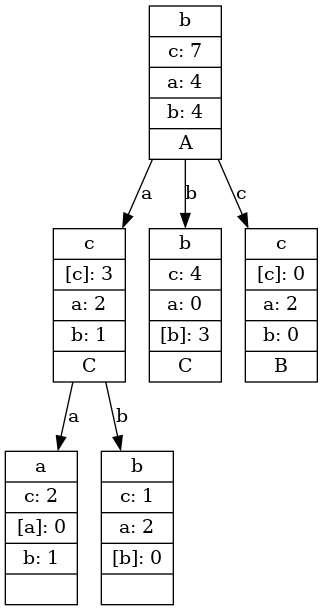 b
c: 7
a: 4
b: 4
A
a
b
c
c
[c]: 3
a: 2
b: 1
C
b
c: 4
a: 0
[b]: 3
C
c
[c]: 0
a: 2
b: 0
B
a
b
a
c: 2
[a]: 0
b: 1
b
c: 1
a: 2
[b]: 0